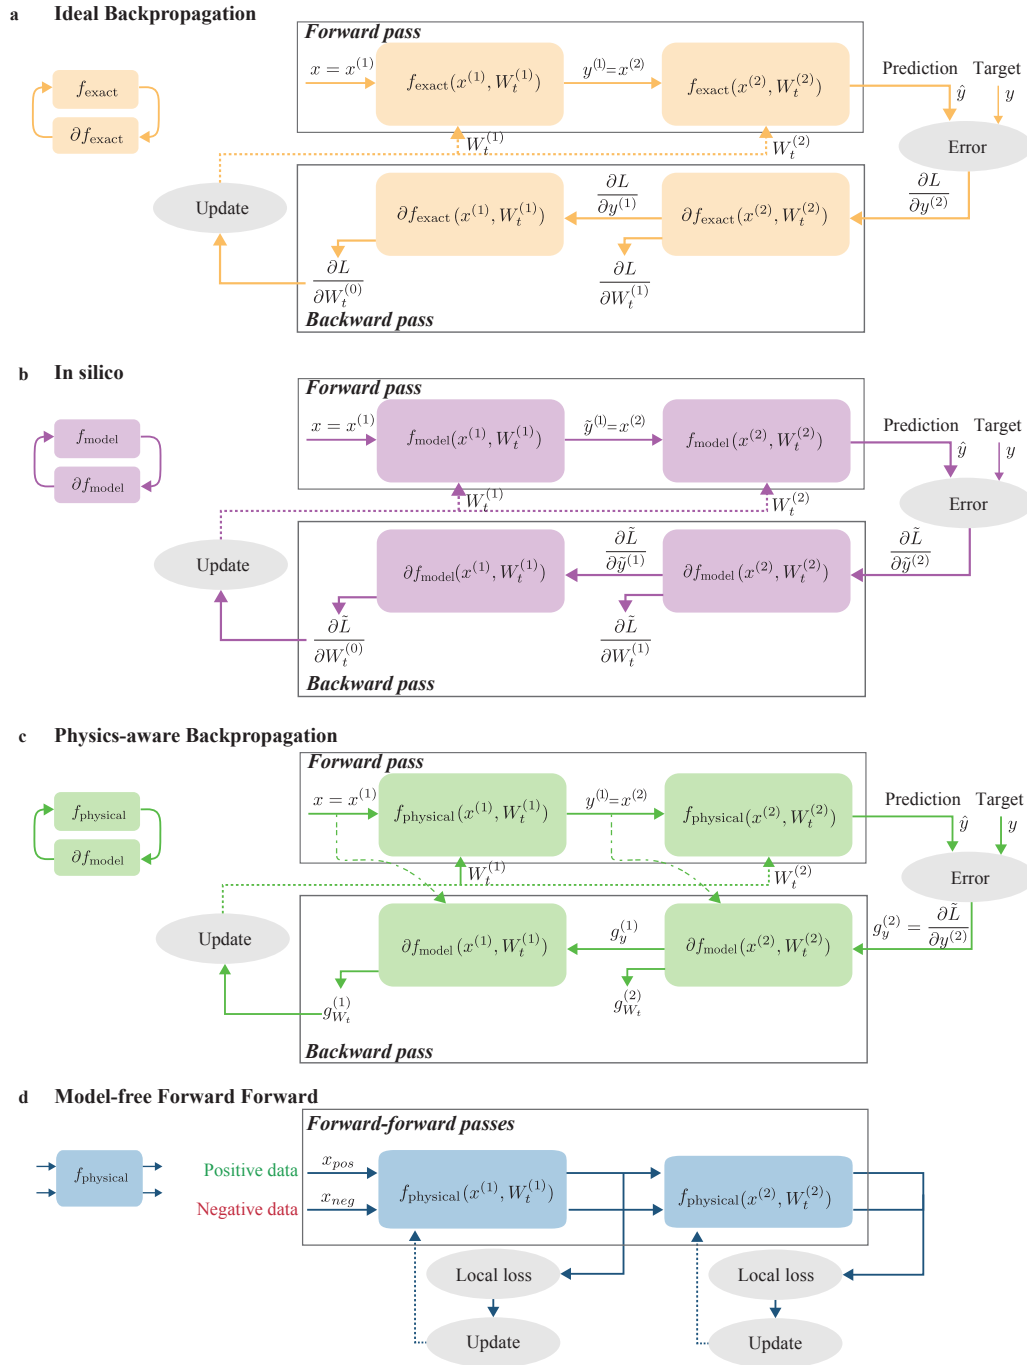 a Ideal Backpropagation
Forward pass
f_exact
∂f_exact
x = x^(1)
f_exact(x^(1), W_t^(1))
y^(1)=x^(2)
f_exact(x^(2), W_t^(2))
Prediction
ŷ
Target
y
W_t^(1)
W_t^(2)
Error
Update
∂f_exact(x^(1), W_t^(1))
∂L/∂y^(1)
∂f_exact(x^(2), W_t^(2))
∂L/∂y^(2)
∂L/∂W_t^(0)
∂L/∂W_t^(1)
Backward pass
b In silico
Forward pass
f_model
∂f_model
x = x^(1)
f_model(x^(1), W_t^(1))
ỹ^(1)=x^(2)
f_model(x^(2), W_t^(2))
Prediction
ŷ
Target
y
W_t^(1)
W_t^(2)
Error
Update
∂f_model(x^(1), W_t^(1))
∂L̃/∂ỹ^(1)
∂f_model(x^(2), W_t^(2))
∂L̃/∂ỹ^(2)
∂L̃/∂W_t^(0)
∂L̃/∂W_t^(1)
Backward pass
c Physics-aware Backpropagation
Forward pass
f_physical
∂f_model
x = x^(1)
f_physical(x^(1), W_t^(1))
y^(1)=x^(2)
f_physical(x^(2), W_t^(2))
Prediction
ŷ
Target
y
W_t^(1)
W_t^(2)
Error
Update
∂f_model(x^(1), W_t^(1))
g_y^(1)
∂f_model(x^(2), W_t^(2))
g_y^(2) = ∂L̃/∂y^(2)
g_{W_t}^(1)
g_{W_t}^(2)
Backward pass
d Model-free Forward Forward
Forward-forward passes
f_physical
Positive data
x_pos
Negative data
x_neg
f_physical(x^(1), W_t^(1))
f_physical(x^(2), W_t^(2))
Local loss
Local loss
Update
Update